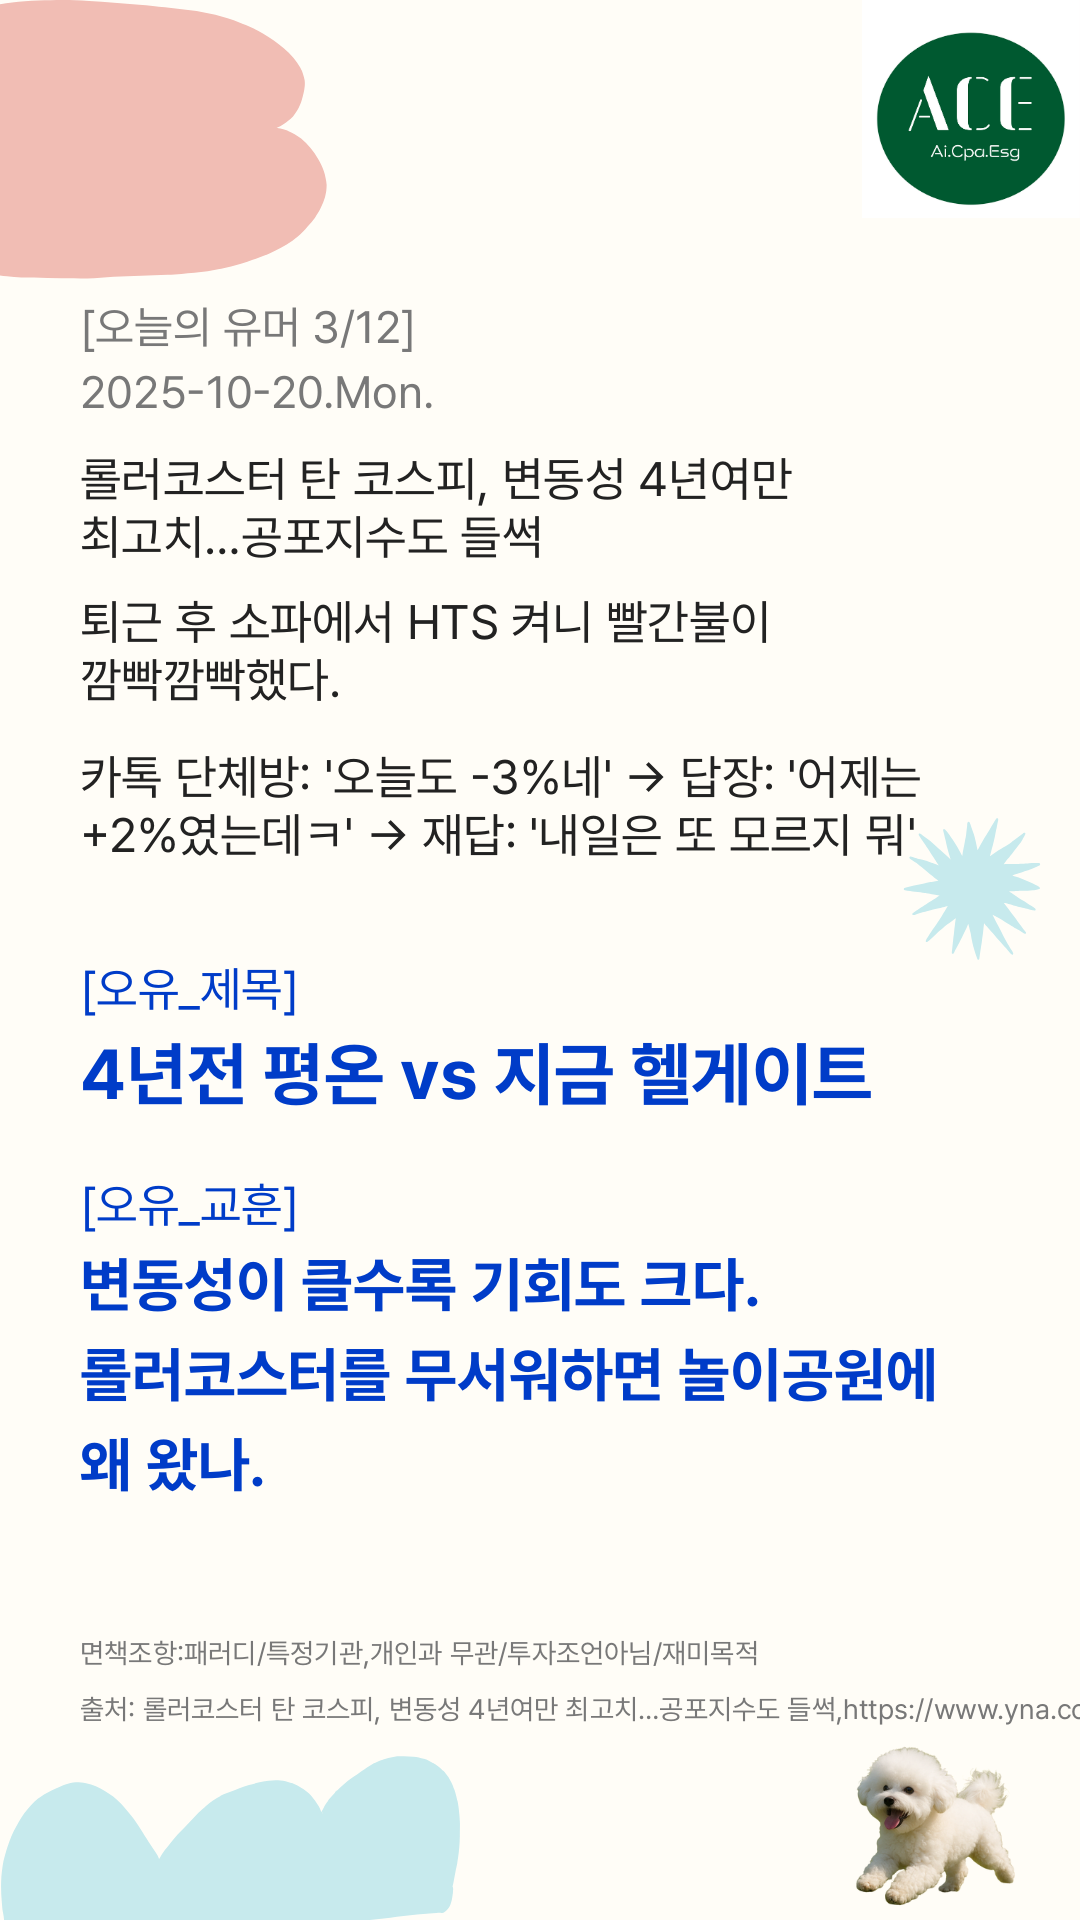 ACE
Ai.Cpa.Esg
[오늘의 유머 3/12]
2025-10-20.Mon.
롤러코스터 탄 코스피, 변동성 4년여만
최고치...공포지수도 들썩
퇴근 후 소파에서 HTS 켜니 빨간불이
깜빡깜빡했다.
카톡 단체방: '오늘도 -3%네' → 답장: '어제는
+2%였는데ㅋ' → 재답: '내일은 또 모르지 뭐'
[오유_제목]
4년전 평온 vs 지금 헬게이트
[오유_교훈]
변동성이 클수록 기회도 크다.
롤러코스터를 무서워하면 놀이공원에
왜 왔나.
면책조항:패러디/특정기관,개인과 무관/투자조언아님/재미목적
출처: 롤러코스터 탄 코스피, 변동성 4년여만 최고치...공포지수도 들썩,https://www.yna.co